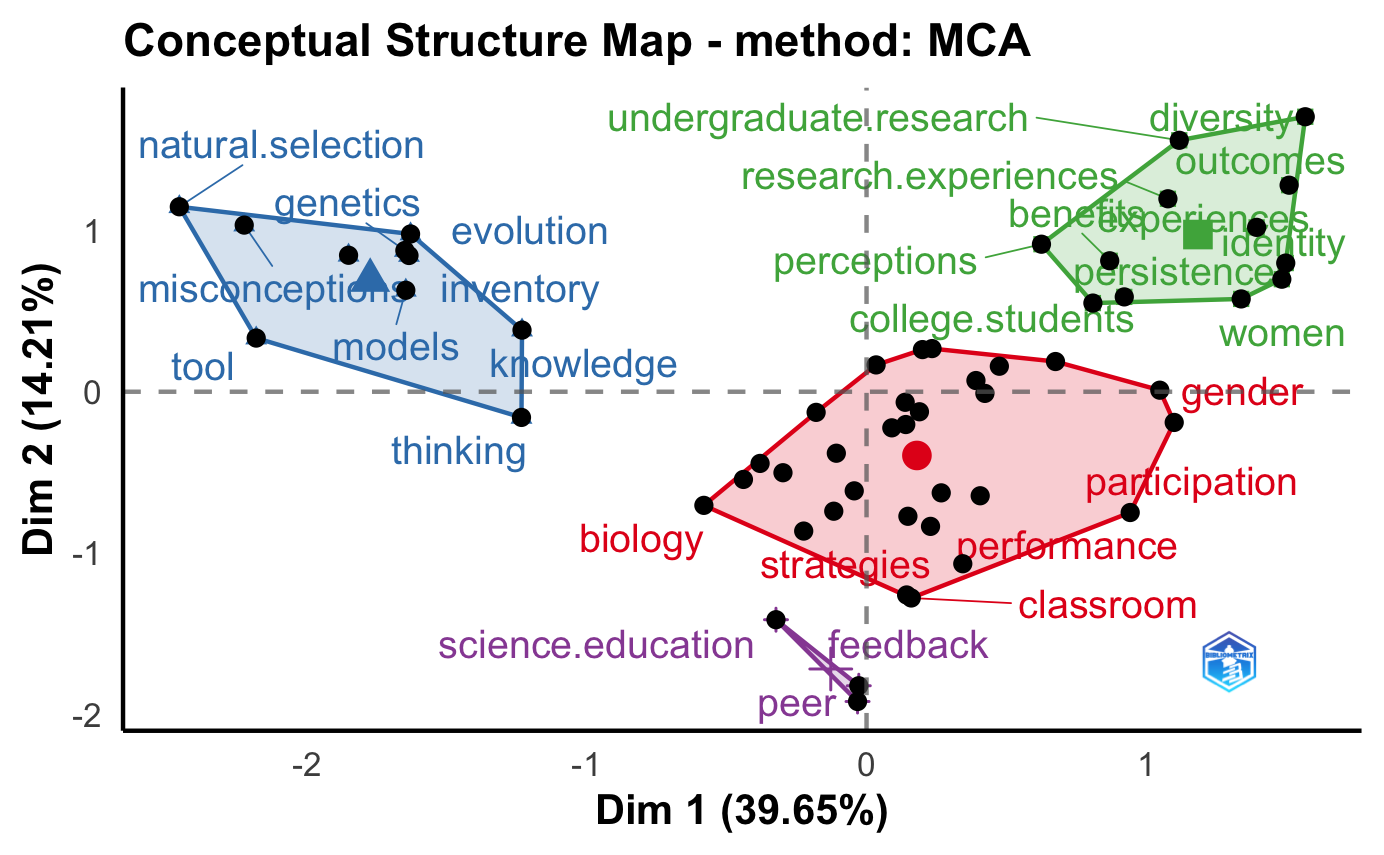 Conceptual Structure Map - method: MCA
undergraduate.research
diversity
natural.selection
outcomes
research.experiences
genetics
benefits
experiences
evolution
identity
perceptions
persistence
misconceptions
inventory
college.students
women
models
tool
knowledge
gender
thinking
participation
biology
performance
strategies
classroom
science.education
feedback
peer
BIBLIOMETRIX
1
0
-1
-2
-2
-1
0
1
Dim 1 (39.65%)
Dim 2 (14.21%)